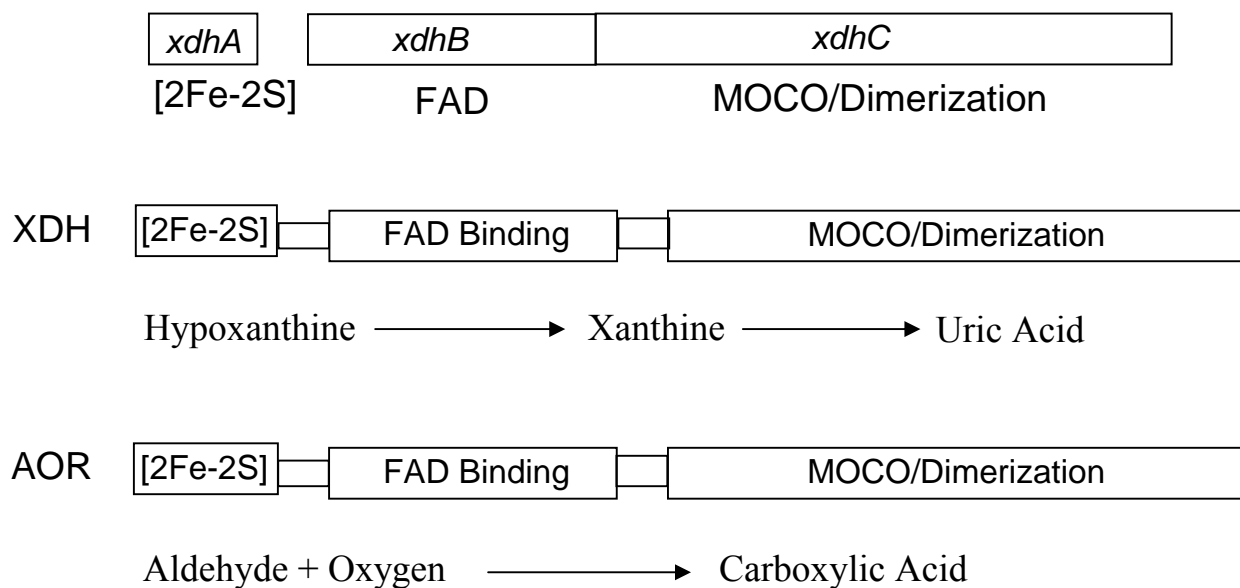 xdhA xdhB xdhC
[2Fe-2S] FAD MOCO/Dimerization
XDH [2Fe-2S] FAD Binding MOCO/Dimerization
Hypoxanthine Xanthine Uric Acid
AOR [2Fe-2S] FAD Binding MOCO/Dimerization
Aldehyde + Oxygen Carboxylic Acid